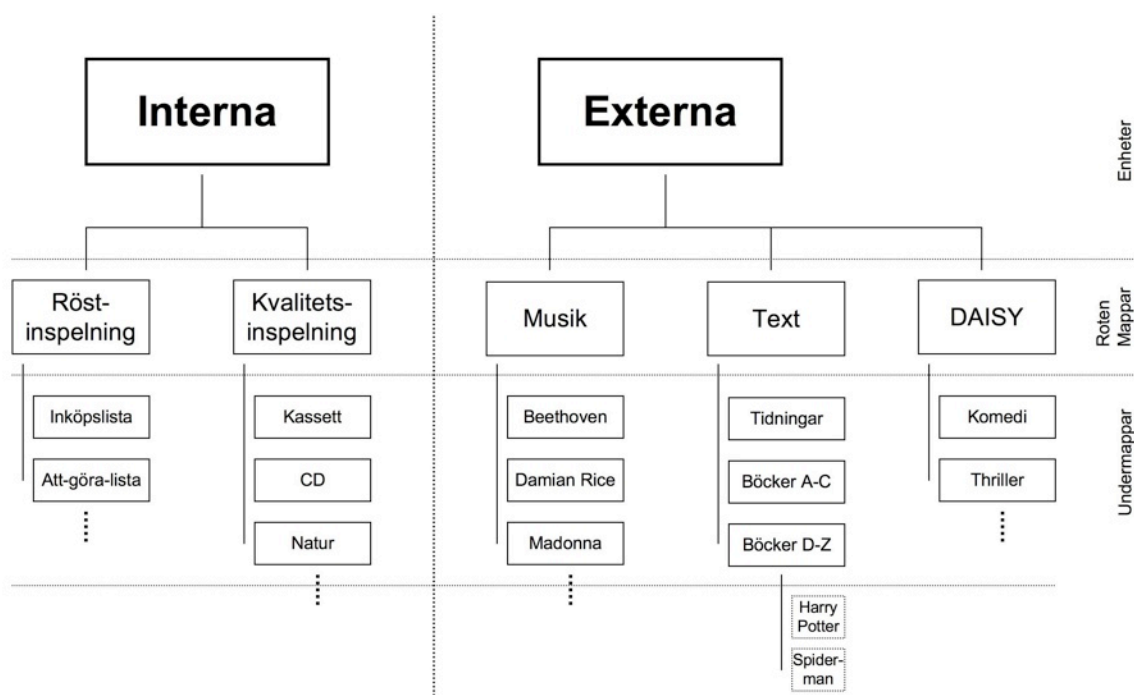 Interna
Externa
Enheter
Röst-
inspelning
Kvalitets-
inspelning
Musik
Text
DAISY
Roten
Mappar
Inköpslista
Att-göra-lista
Kassett
CD
Natur
Beethoven
Damian Rice
Madonna
Tidningar
Böcker A-C
Böcker D-Z
Komedi
Thriller
Undermappar
Harry
Potter
Spider-
man